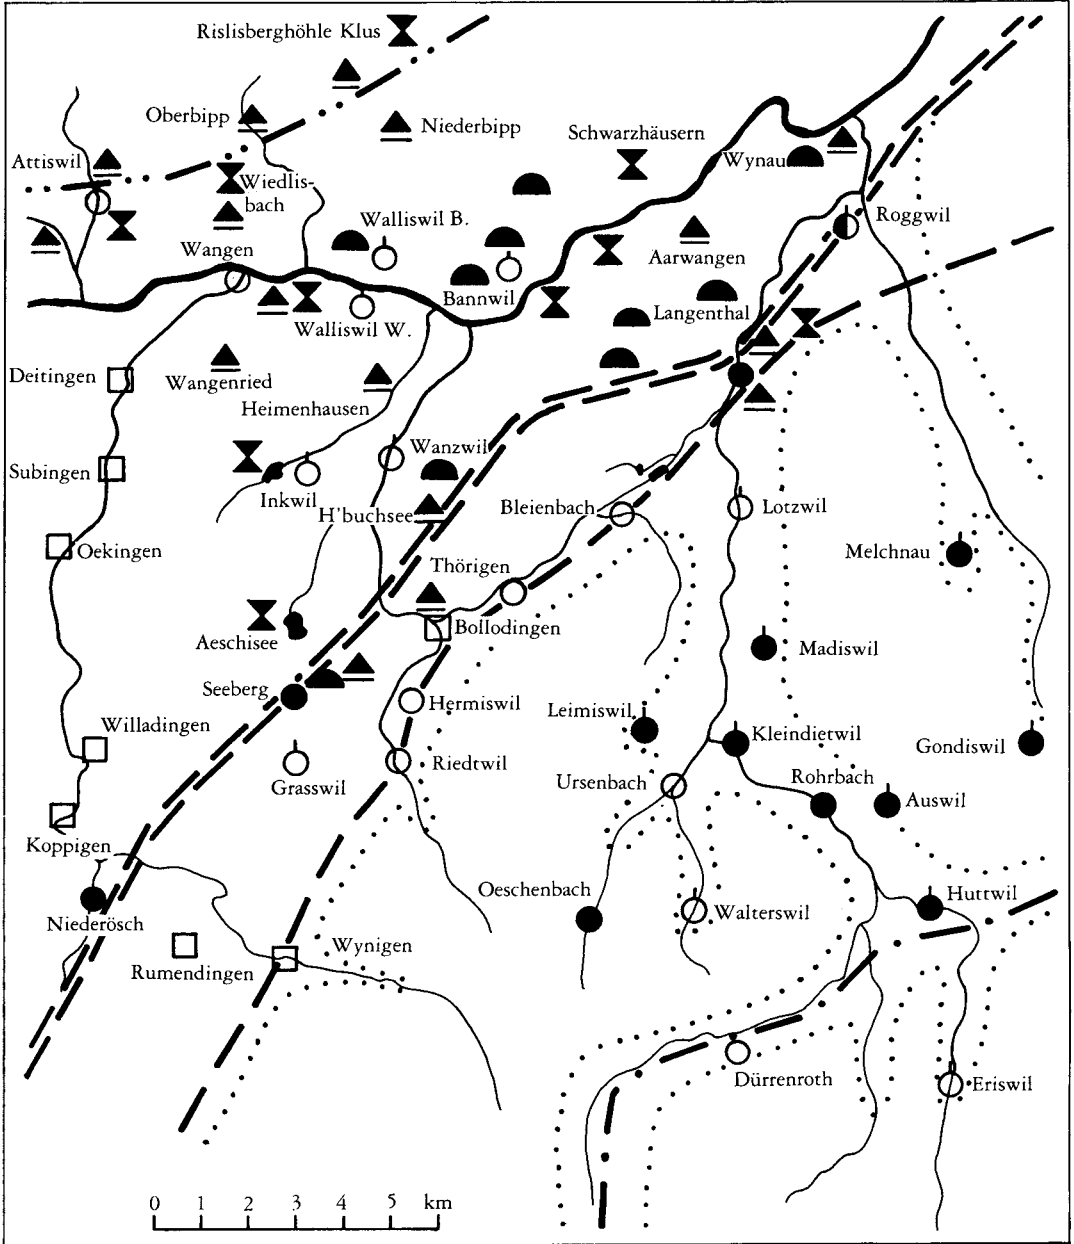 Rislisberghöhle Klus
Oberbipp
Niederbipp
Schwarzhäusern
Attiswil
Wynau
Wiedlis-
bach
Walliswil B.
Roggwil
Wangen
Aarwangen
Bannwil
Langenthal
Walliswil W.
Deitingen
Wangenried
Heimenhausen
Wanzwil
Subingen
Inkwil
H'buchsee
Bleienbach
Lotzwil
Oekingen
Melchnau
Thörigen
Aeschisee
Bollodingen
Madiswil
Seeberg
Hermiswil
Leimiswil
Willadingen
Kleindietwil
Gondiswil
Riedtwil
Grasswil
Ursenbach
Rohrbach
Auswil
Koppigen
Oeschenbach
Huttwil
Niederösch
Walterswil
Wynigen
Rumendingen
Dürrenroth
Eriswil
0 1 2 3 4 5 km